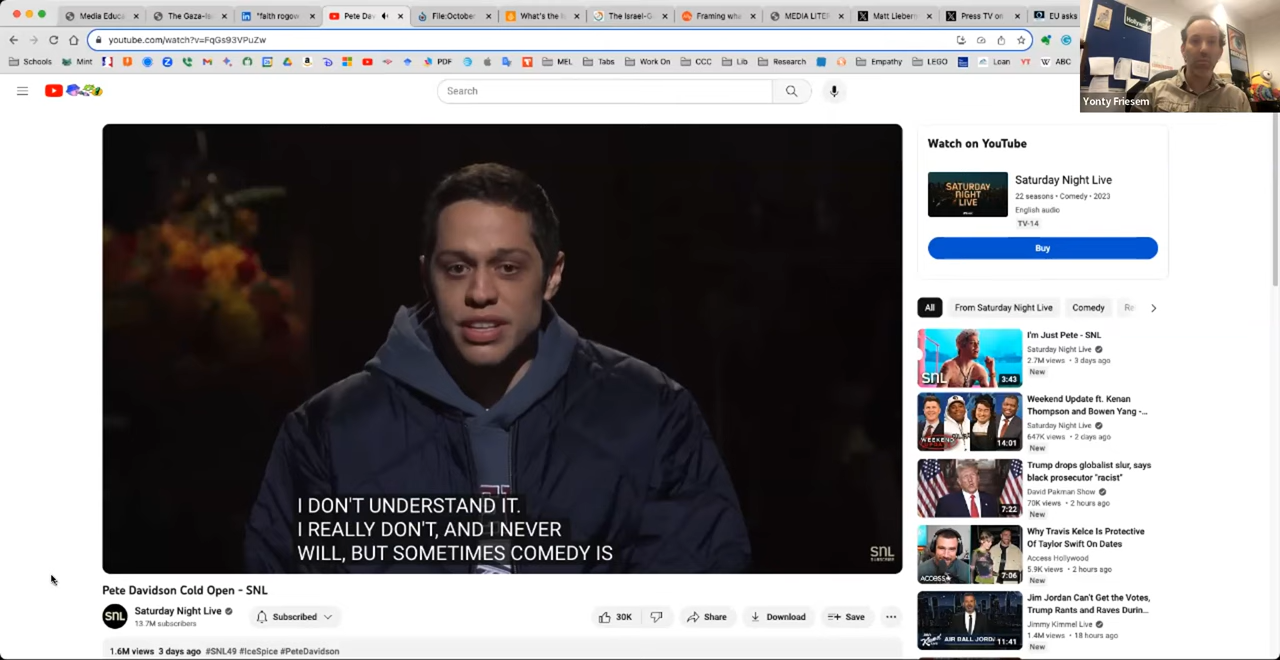 Media Educa
The Gaza-Is
"faith rogow
Pete Dav
File:October
What's the
The Israel-G
Framing wha
MEDIA LITE
Matt Lieberm
Press TV on
EU asks
youtube.com/watch?v=FqGs93VPuZw
Schools
Mint
PDF
MEL
Tabs
Work On
CCC
Lib
Research
Empathy
LEGO
Loan
YT
ABC
Yonty Friesem
Search
I DON'T UNDERSTAND IT.
I REALLY DON'T, AND I NEVER
WILL, BUT SOMETIMES COMEDY IS
SNL
Pete Davidson Cold Open - SNL
SNL
Saturday Night Live
13.7M subscribers
Subscribed
30K
Share
Download
Save
1.6M views 3 days ago #SNL49 #IceSpice #PeteDavidson
Watch on YouTube
SATURDAY
NIGHT
LIVE
Saturday Night Live
22 seasons • Comedy • 2023
English audio
TV-14
Buy
All
From Saturday Night Live
Comedy
Re
SNL
3:43
I'm Just Pete - SNL
Saturday Night Live
2.7M views • 3 days ago
New
WEEKEND
14:01
Weekend Update ft. Kenan
Thompson and Bowen Yang -...
Saturday Night Live
647K views • 2 days ago
New
7:22
Trump drops globalist slur, says
black prosecutor "racist"
David Pakman Show
70K views • 2 hours ago
New
ACCESS
7:06
Why Travis Kelce Is Protective
Of Taylor Swift On Dates
Access Hollywood
5.9K views • 2 hours ago
New
AIR BALL JORDAN
11:41
Jim Jordan Can't Get the Votes,
Trump Rants and Raves Durin...
Jimmy Kimmel Live
1.4M views • 18 hours ago
New